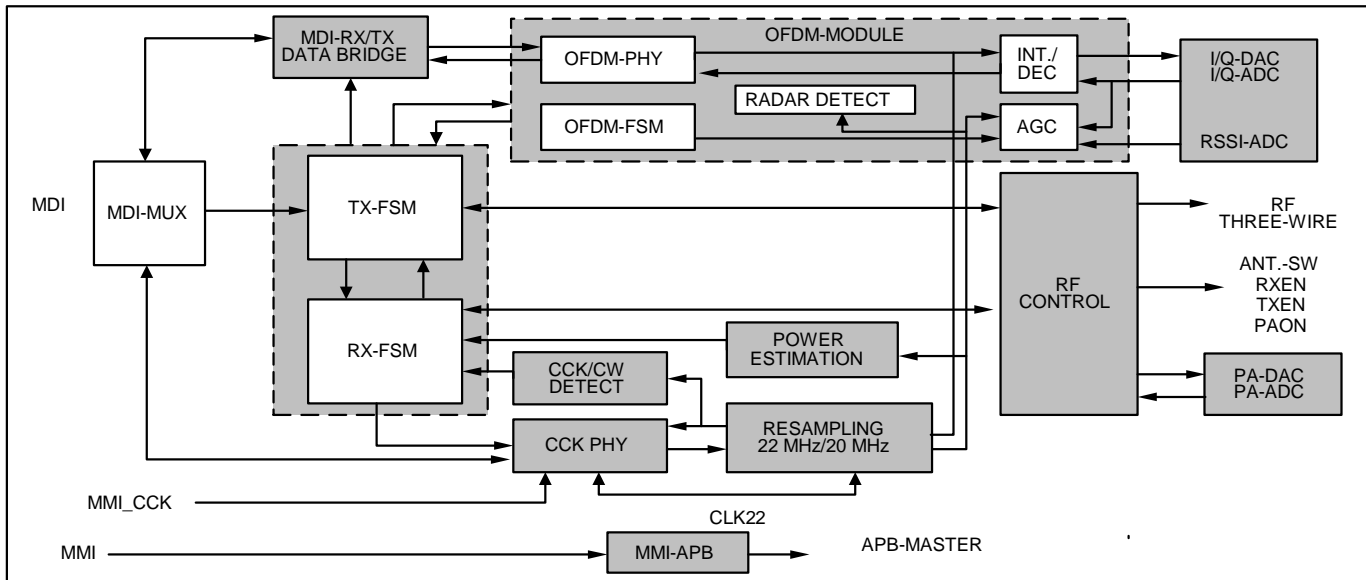 MDI-RX/TX
DATA BRIDGE
OFDM-MODULE
OFDM-PHY
INT./
DEC
I/Q-DAC
I/Q-ADC
RADAR DETECT
OFDM-FSM
AGC
RSSI-ADC
MDI
MDI-MUX
TX-FSM
RF
THREE-WIRE
ANT.-SW
RXEN
TXEN
PAON
RF
CONTROL
RX-FSM
POWER
ESTIMATION
CCK/CW
DETECT
PA-DAC
PA-ADC
CCK PHY
RESAMPLING
22 MHz/20 MHz
MMI_CCK
CLK22
MMI
MMI-APB
APB-MASTER